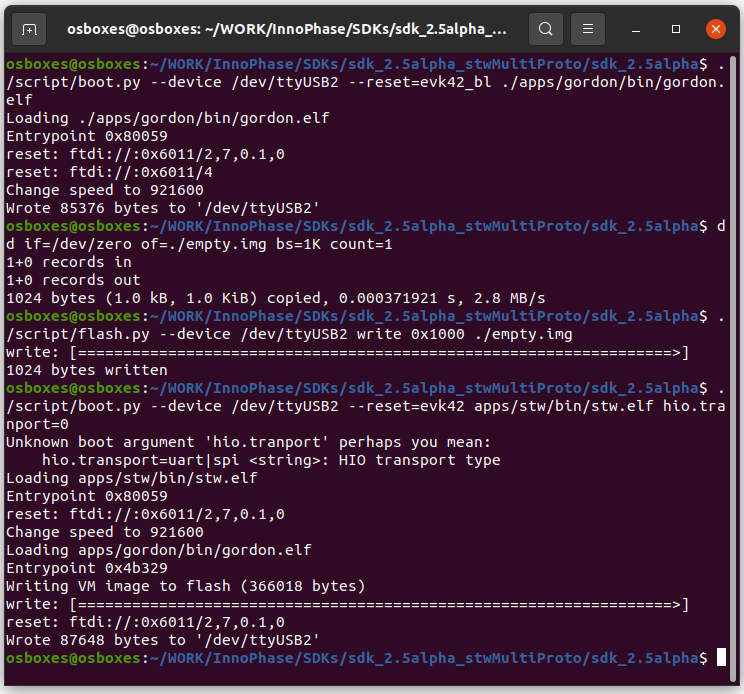 osboxes@osboxes: ~/WORK/InnoPhase/SDKs/sdk_2.5alpha_...
osboxes@osboxes:~/WORK/InnoPhase/SDKs/sdk_2.5alpha_stwMultiProto/sdk_2.5alpha$ .
/script/boot.py --device /dev/ttyUSB2 --reset=evk42_bl ./apps/gordon/bin/gordon.
elf
Loading ./apps/gordon/bin/gordon.elf
Entrypoint 0x80059
reset: ftdi://:0x6011/2,7,0.1,0
reset: ftdi://:0x6011/4
Change speed to 921600
Wrote 85376 bytes to '/dev/ttyUSB2'
osboxes@osboxes:~/WORK/InnoPhase/SDKs/sdk_2.5alpha_stwMultiProto/sdk_2.5alpha$ d
d if=/dev/zero of=./empty.img bs=1K count=1
1+0 records in
1+0 records out
1024 bytes (1.0 kB, 1.0 KiB) copied, 0.000371921 s, 2.8 MB/s
osboxes@osboxes:~/WORK/InnoPhase/SDKs/sdk_2.5alpha_stwMultiProto/sdk_2.5alpha$ .
/script/flash.py --device /dev/ttyUSB2 write 0x1000 ./empty.img
write: [==================================================================>]
1024 bytes written
osboxes@osboxes:~/WORK/InnoPhase/SDKs/sdk_2.5alpha_stwMultiProto/sdk_2.5alpha$ .
/script/boot.py --device /dev/ttyUSB2 --reset=evk42 apps/stw/bin/stw.elf hio.tra
nport=0
Unknown boot argument 'hio.tranport' perhaps you mean:
    hio.transport=uart|spi <string>: HIO transport type
Loading apps/stw/bin/stw.elf
Entrypoint 0x80059
reset: ftdi://:0x6011/2,7,0.1,0
Change speed to 921600
Loading apps/gordon/bin/gordon.elf
Entrypoint 0x4b329
Writing VM image to flash (366018 bytes)
write: [==================================================================>]
reset: ftdi://:0x6011/2,7,0.1,0
Wrote 87648 bytes to '/dev/ttyUSB2'
osboxes@osboxes:~/WORK/InnoPhase/SDKs/sdk_2.5alpha_stwMultiProto/sdk_2.5alpha$